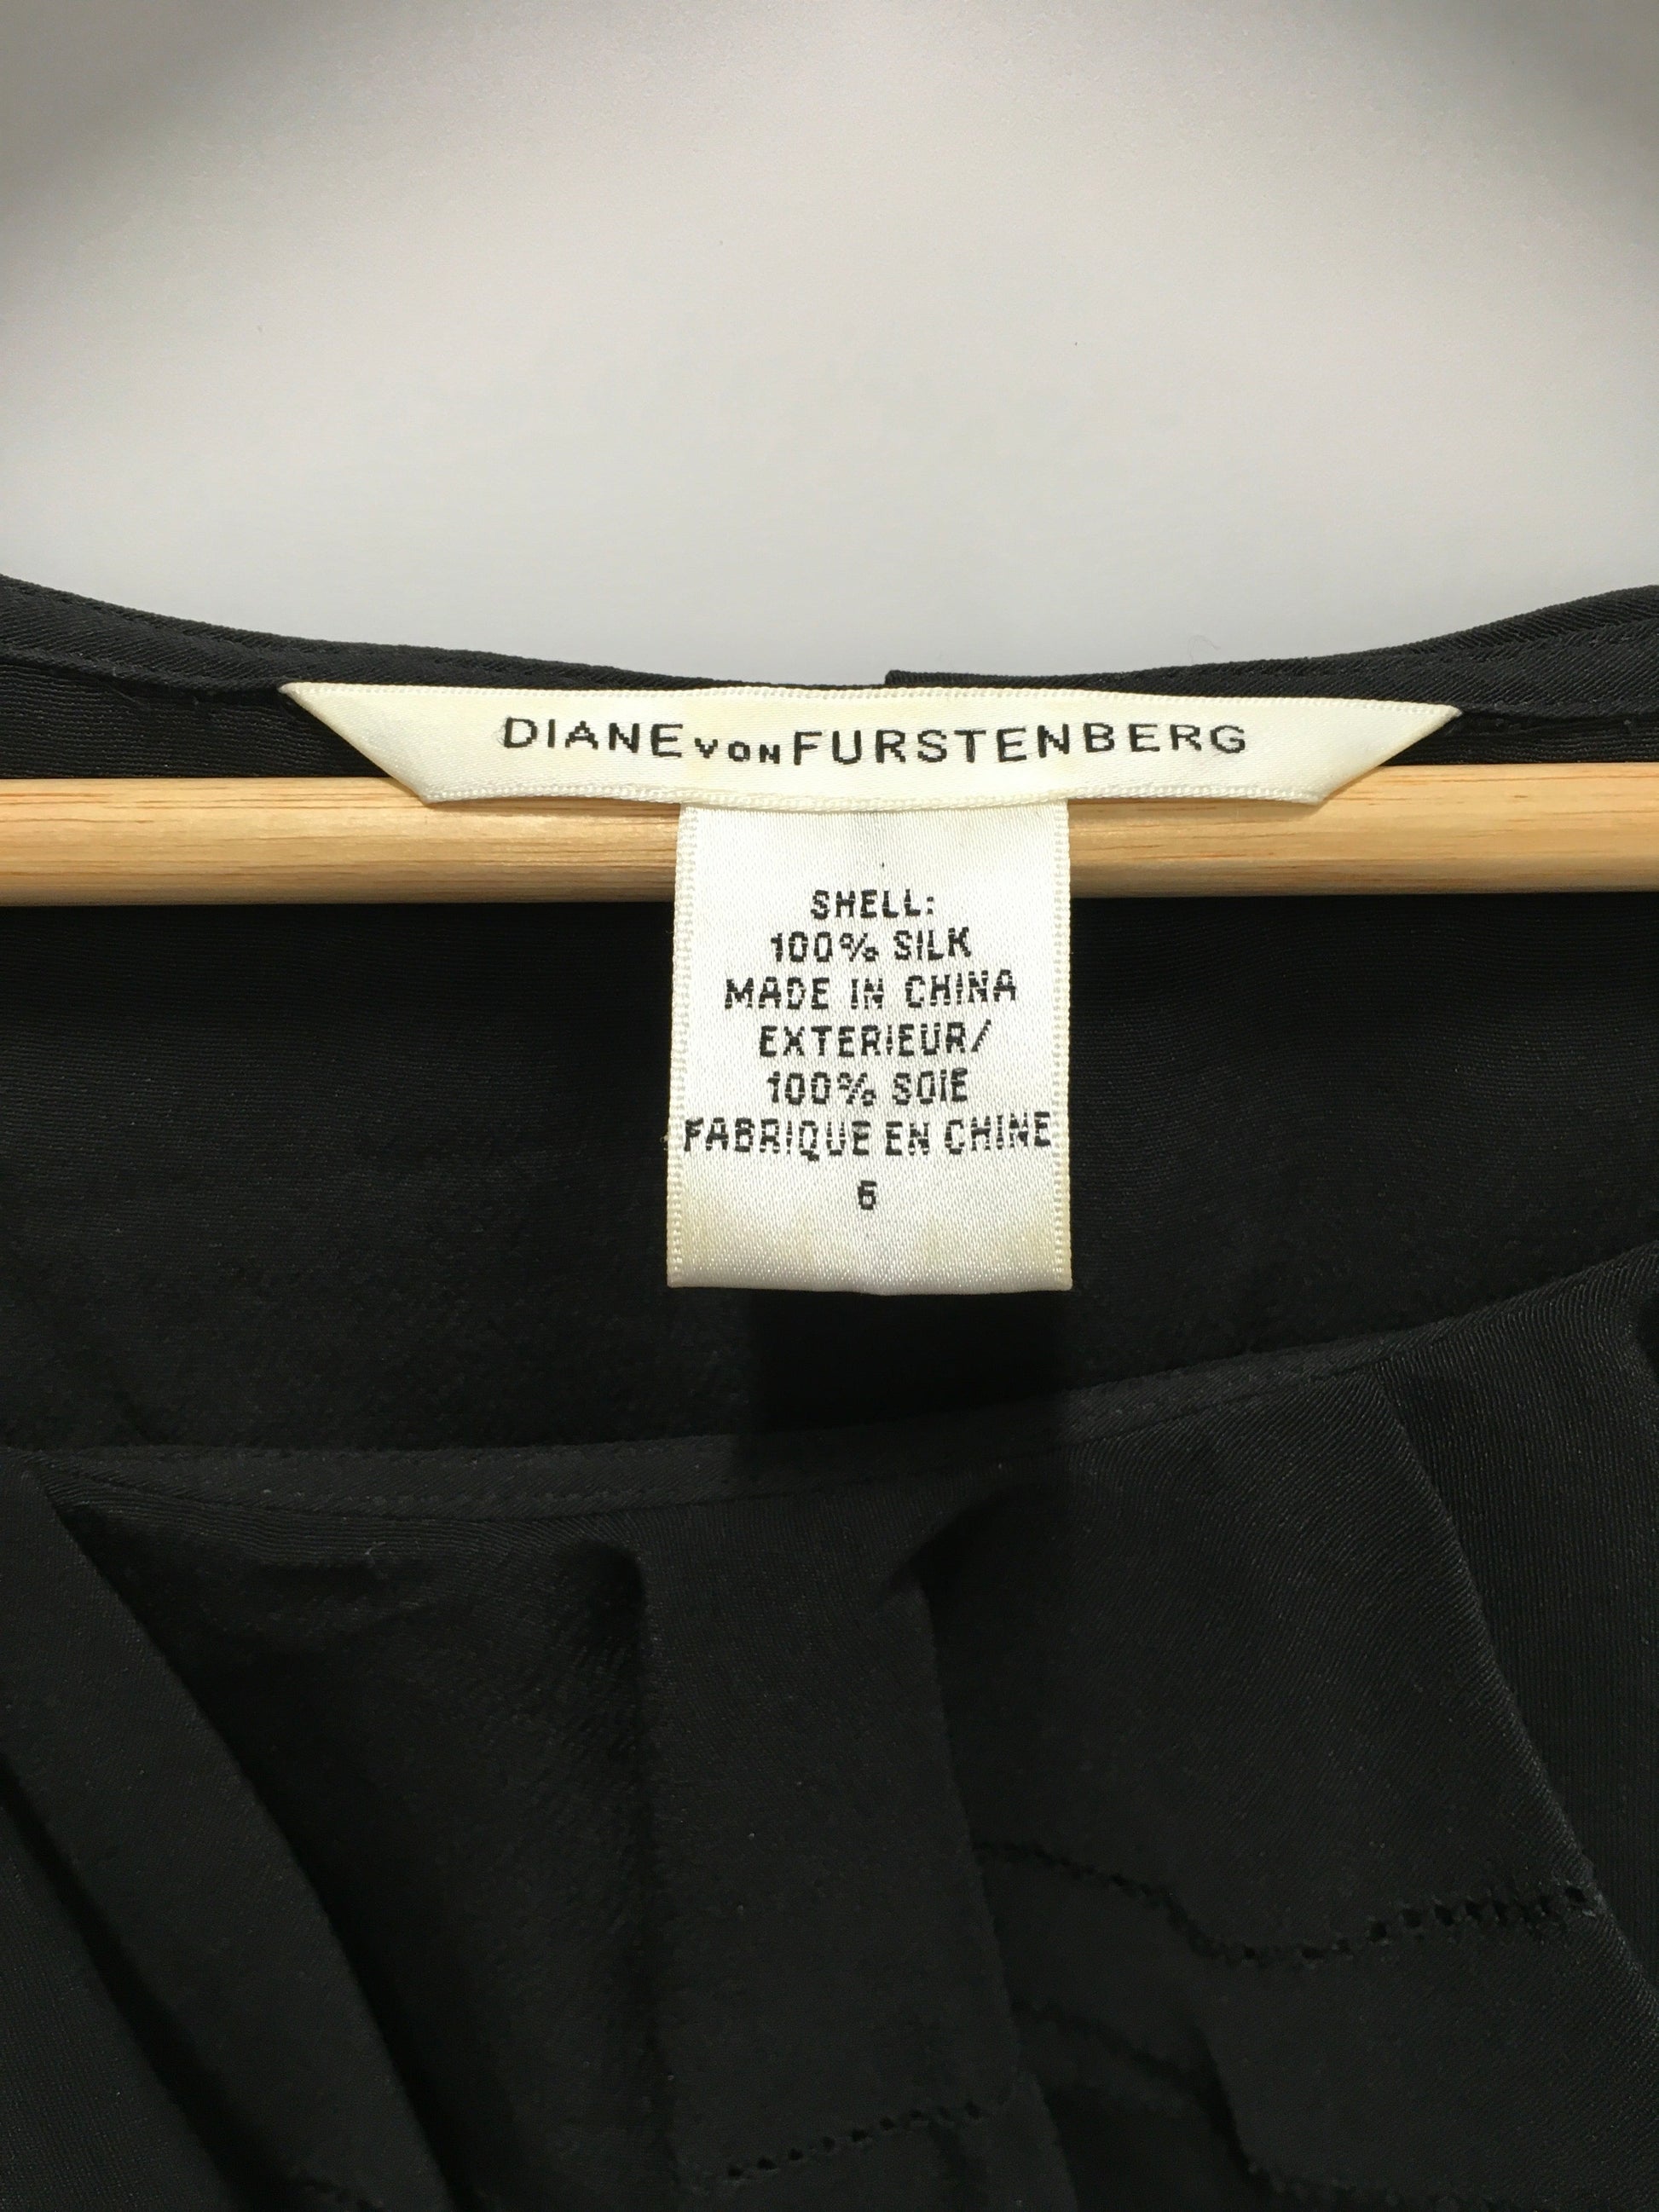 DIANE VON FURSTENBERG
SHELL:
100% SILK
MADE IN CHINA
EXTERIEUR/
100% SOIE
FABRIQUE EN CHINE
6